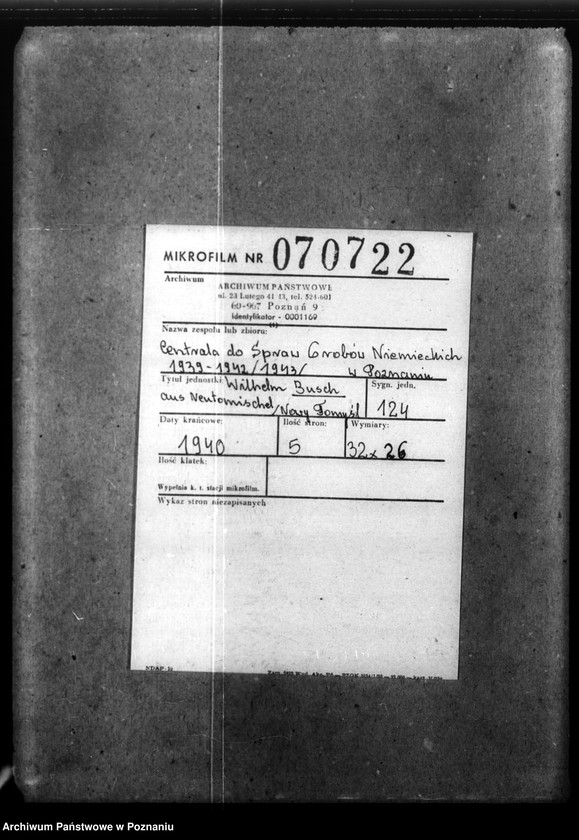 MIKROFILM NR 070722
Archiwum
ARCHIWUM PAŃSTWOWE
ul. 23 Lutego 41 43, tel. 524-601
60-967 Poznań 9
Identyfikator - 0001169
Nazwa zespołu lub zbioru:
Centrala do Spraw Grobów Niemieckich
1939-1942/1943/ w Poznaniu
Tytuł jednostki: Wilhelm Busch
aus Neutomischel/Nowy Tomyśl
Sygn. jedn.
124
Daty krańcowe:
1940
Ilość stron:
5
Wymiary:
32 x 26
Ilość klatek:
Wypełnia k. t. stacji mikrofilm.
Wykaz stron niezapisanych
NDAP-
Archiwum Państwowe w Poznaniu